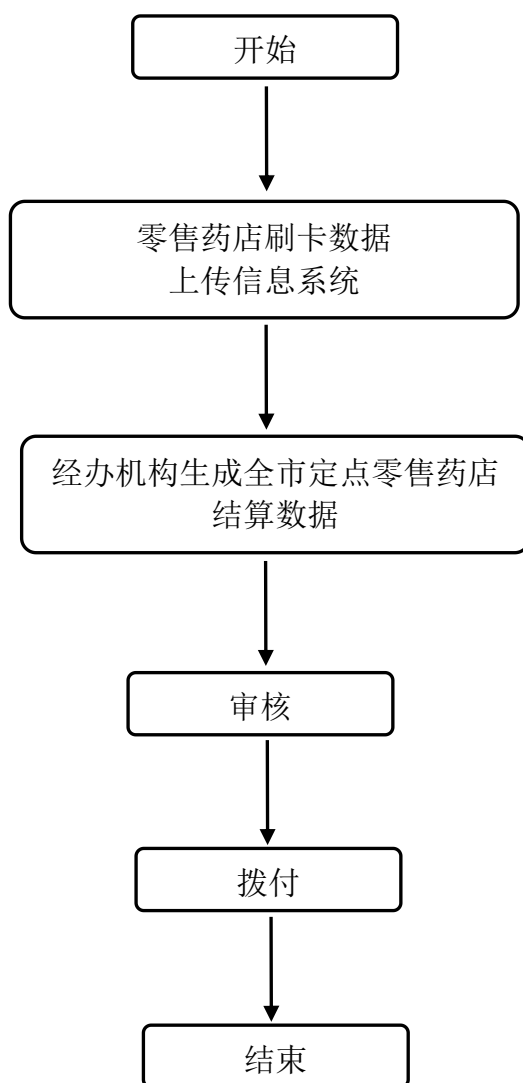 开始
零售药店刷卡数据
上传信息系统
经办机构生成全市定点零售药店
结算数据
审核
拨付
结束